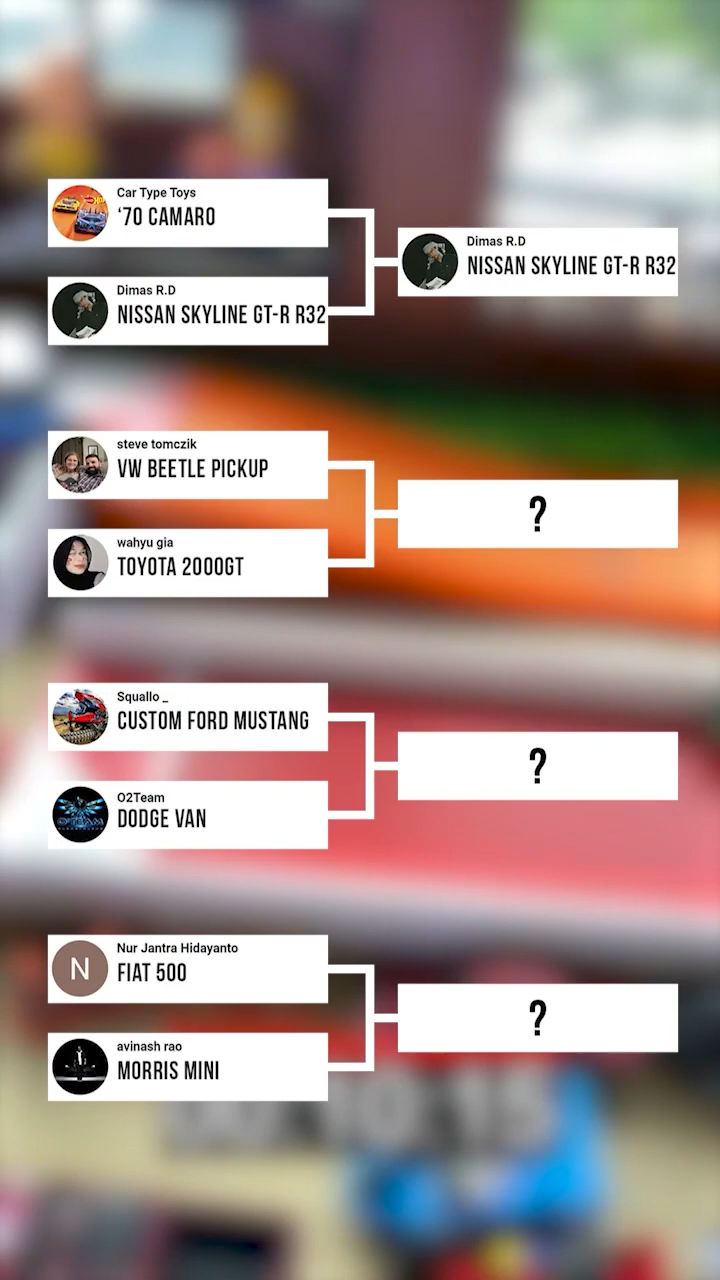 Car Type Toys
‘70 CAMARO
Dimas R.D
NISSAN SKYLINE GT-R R32
Dimas R.D
NISSAN SKYLINE GT-R R32
steve tomczik
VW BEETLE PICKUP
wahyu gia
TOYOTA 2000GT
?
Squallo _
CUSTOM FORD MUSTANG
O2Team
DODGE VAN
?
N
Nur Jantra Hidayanto
FIAT 500
avinash rao
MORRIS MINI
?